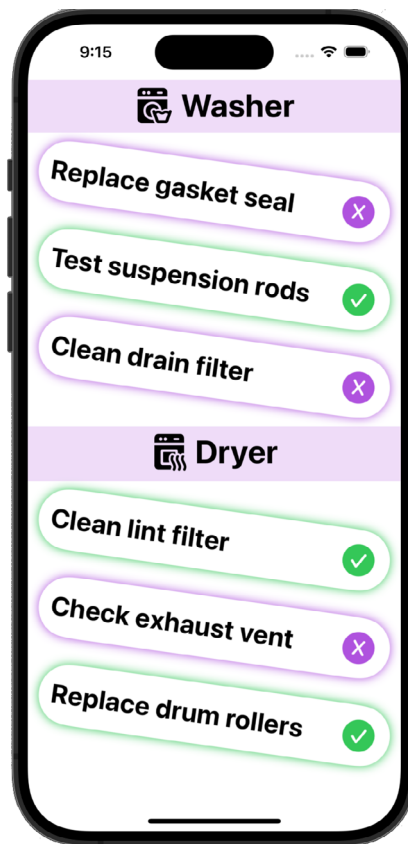 9:15
Washer
Replace gasket seal
Test suspension rods
Clean drain filter
Dryer
Clean lint filter
Check exhaust vent
Replace drum rollers